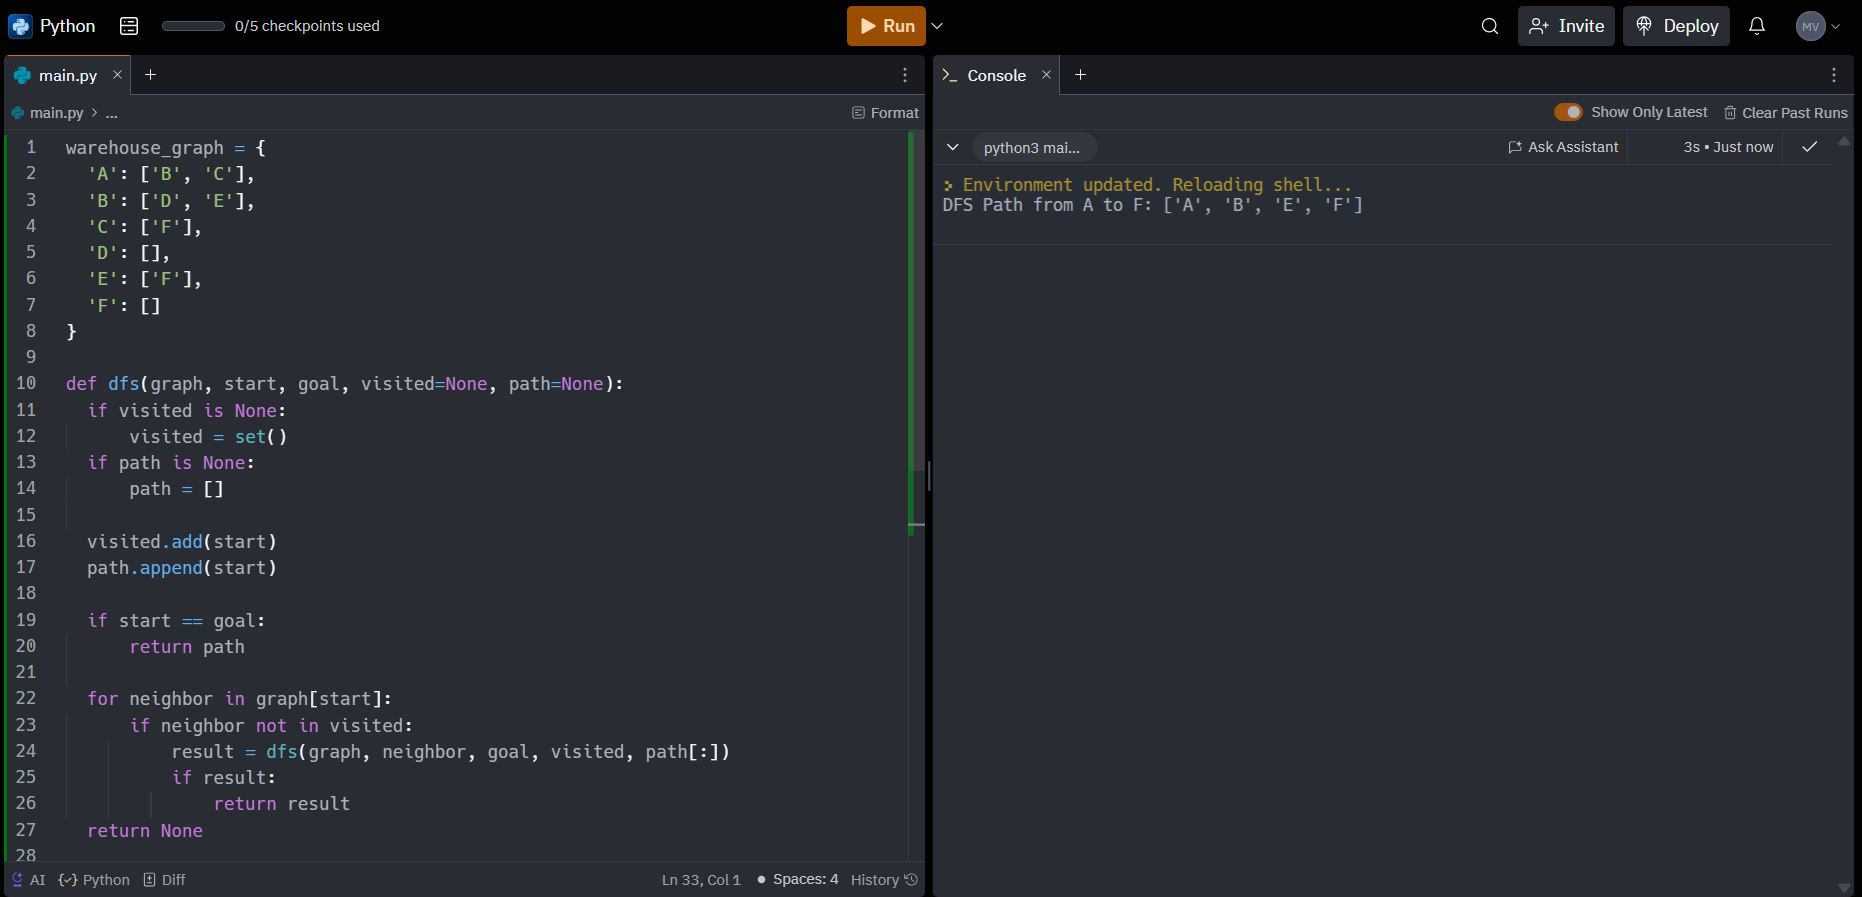 Python 0/5 checkpoints used Run Invite Deploy MV
main.py
main.py > ... Format
1 warehouse_graph = {
2   'A': ['B', 'C'],
3   'B': ['D', 'E'],
4   'C': ['F'],
5   'D': [],
6   'E': ['F'],
7   'F': []
8 }
9
10 def dfs(graph, start, goal, visited=None, path=None):
11   if visited is None:
12       visited = set()
13   if path is None:
14       path = []
15
16   visited.add(start)
17   path.append(start)
18
19   if start == goal:
20       return path
21
22   for neighbor in graph[start]:
23       if neighbor not in visited:
24           result = dfs(graph, neighbor, goal, visited, path[:])
25           if result:
26               return result
27   return None
28
AI Python Diff Ln 33, Col 1 • Spaces: 4 History
Console
Show Only Latest Clear Past Runs
python3 mai... Ask Assistant 3s • Just now
Environment updated. Reloading shell...
DFS Path from A to F: ['A', 'B', 'E', 'F']